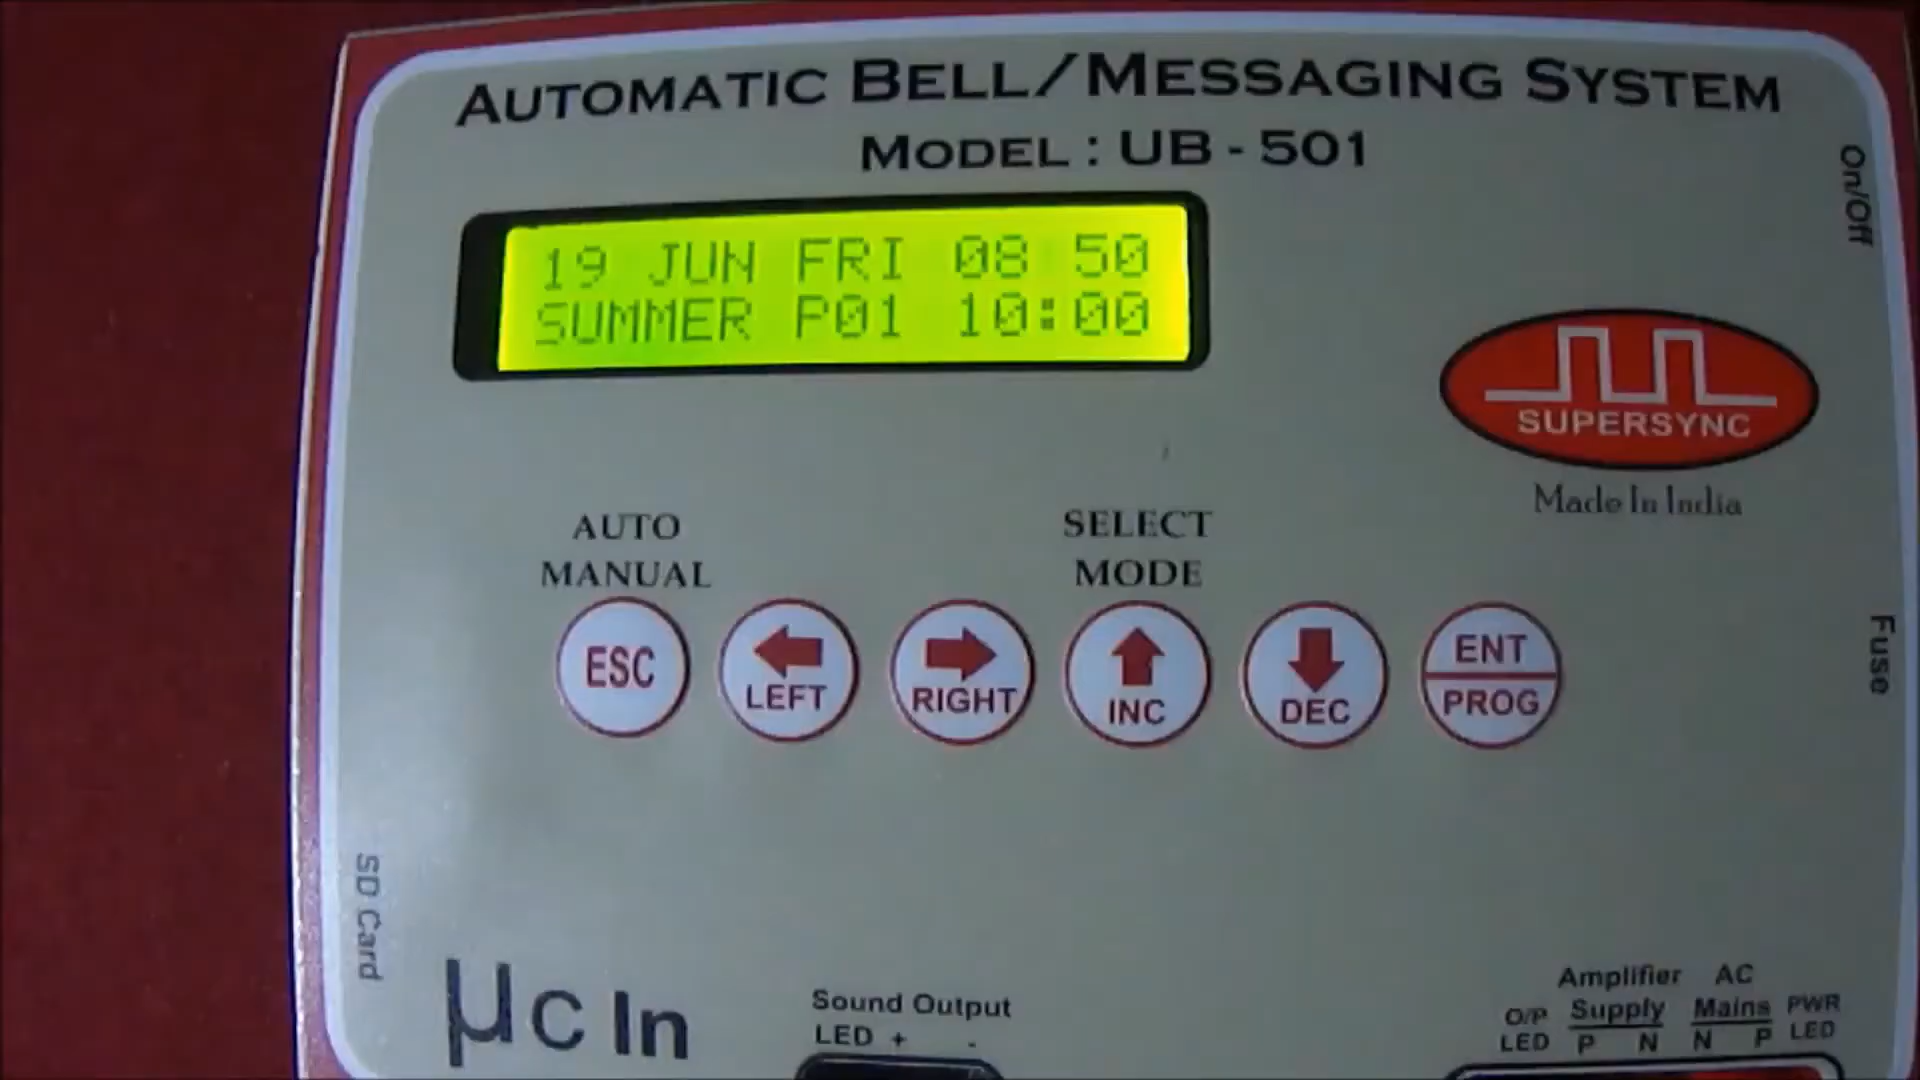 AUTOMATIC BELL/MESSAGING SYSTEM
MODEL : UB - 501
On/Off
19 JUN FRI 08 50
SUMMER P01 10:00
SUPERSYNC
Made In India
AUTO
MANUAL
SELECT
MODE
ESC
LEFT
RIGHT
INC
DEC
ENT
PROG
Fuse
SD Card
µc In
Sound Output
LED + -
Amplifier AC
O/P Supply Mains PWR
LED P N N P LED